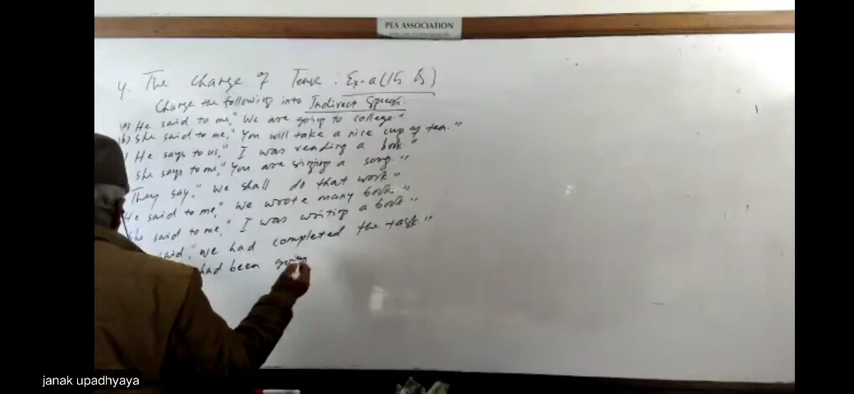 PEA ASSOCIATION
4. The Change of Tense : Ex-a(15 Qs)
Change the following into Indirect Speech.
(a) He said to me," We are going to college."
(b) She said to me," You will take a nice cup of tea."
) He says to us," I was reading a book"
she says to me," You are singing a song."
They say," We shall do that work"
He said to me," We wrote many books"
She said to me," I was writing a book"
said," we had completed the task"
had been
janak upadhyaya